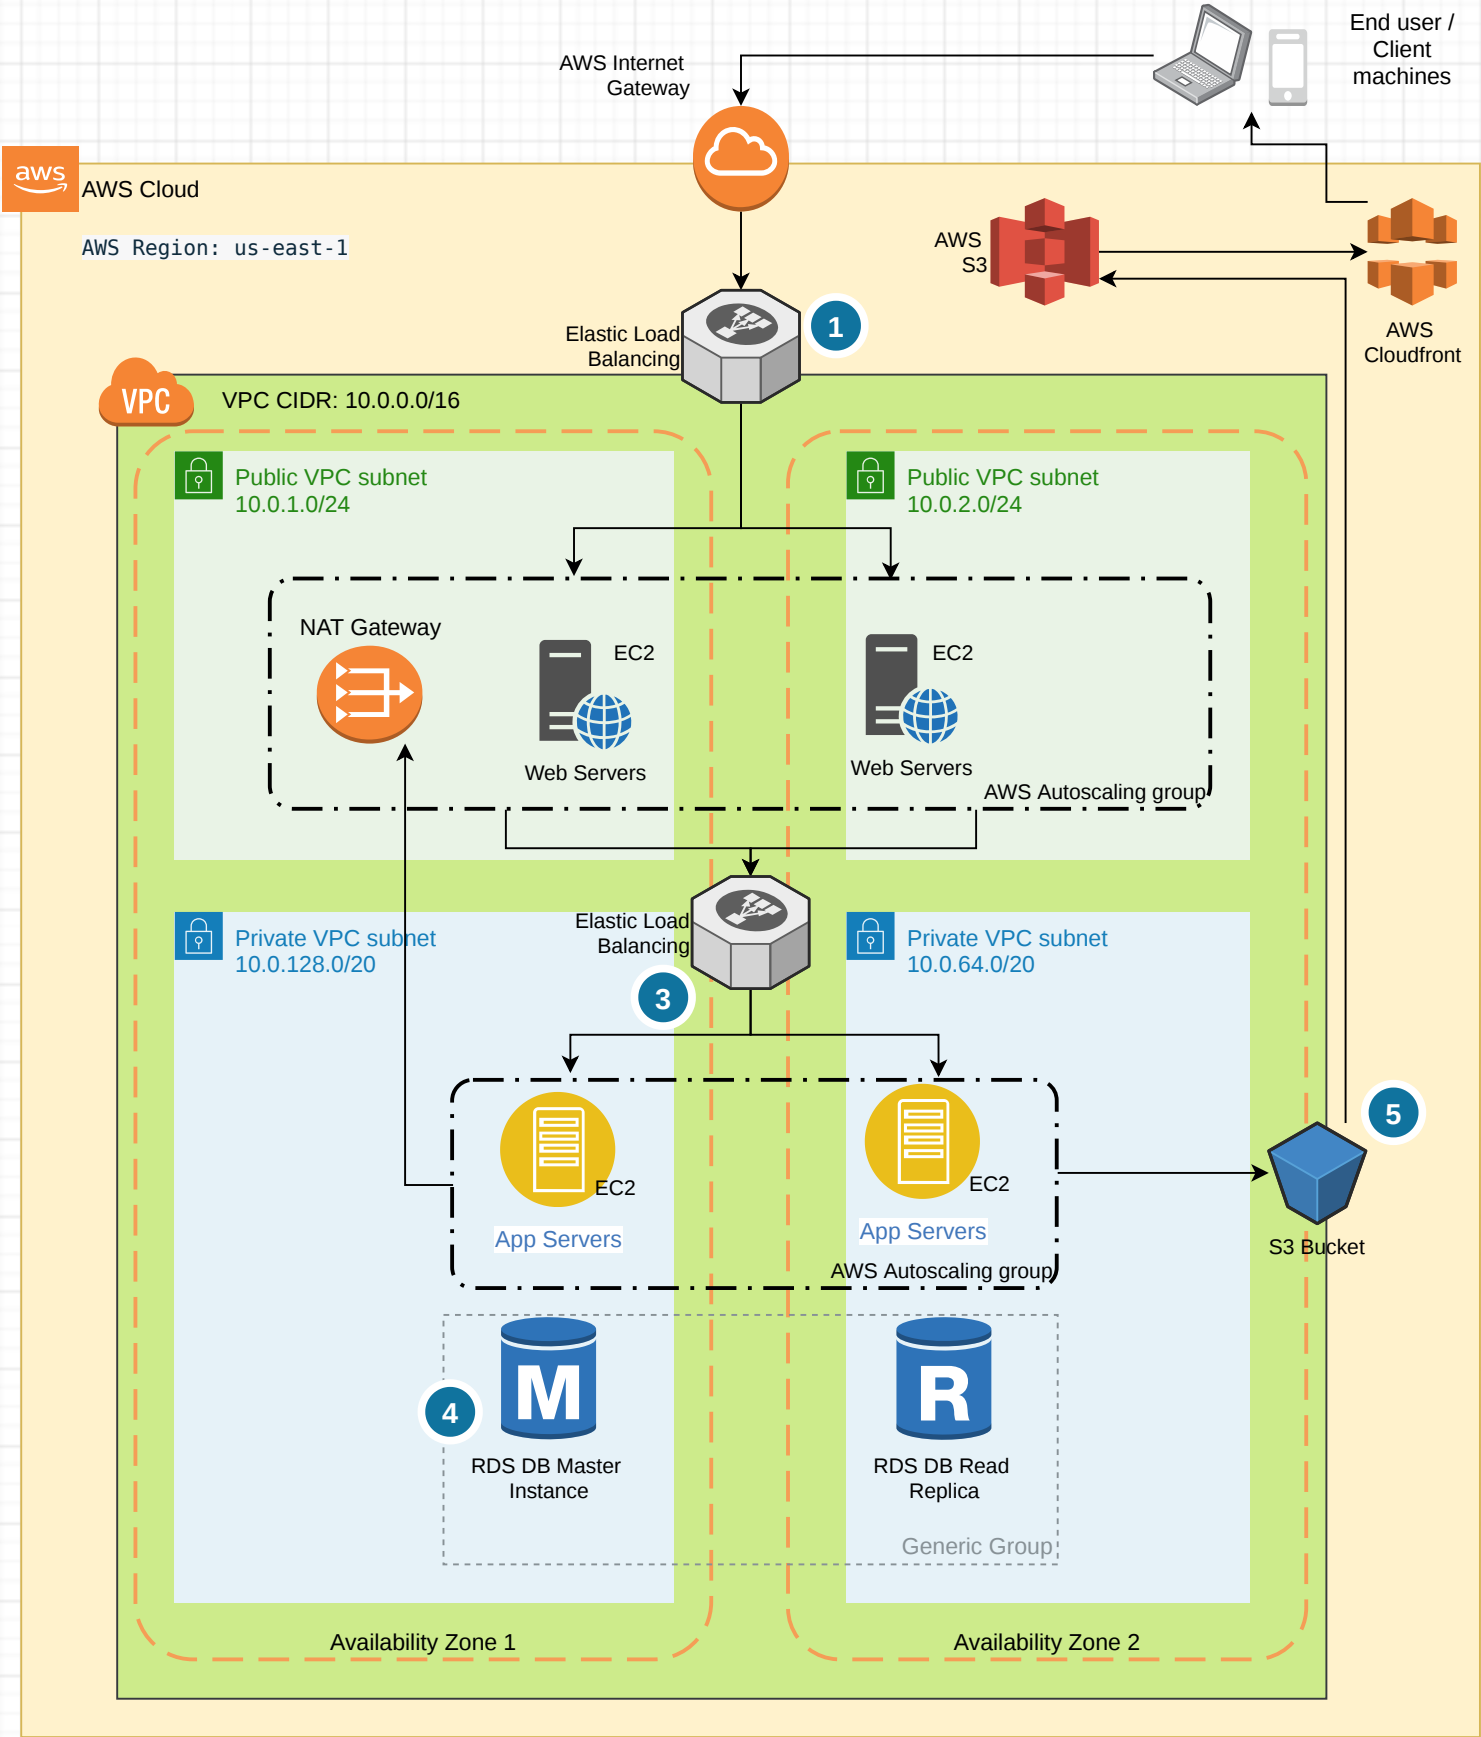 End user /
Client
machines
AWS Internet
Gateway
aws
AWS Cloud
AWS Region: us-east-1
AWS
S3
AWS
Cloudfront
Elastic Load
Balancing
1
VPC
VPC CIDR: 10.0.0.0/16
Public VPC subnet
10.0.1.0/24
Public VPC subnet
10.0.2.0/24
NAT Gateway
EC2
Web Servers
EC2
Web Servers
AWS Autoscaling group
Elastic Load
Balancing
3
Private VPC subnet
10.0.128.0/20
Private VPC subnet
10.0.64.0/20
EC2
App Servers
EC2
App Servers
AWS Autoscaling group
5
S3 Bucket
4
M
RDS DB Master
Instance
R
RDS DB Read
Replica
Generic Group
Availability Zone 1
Availability Zone 2